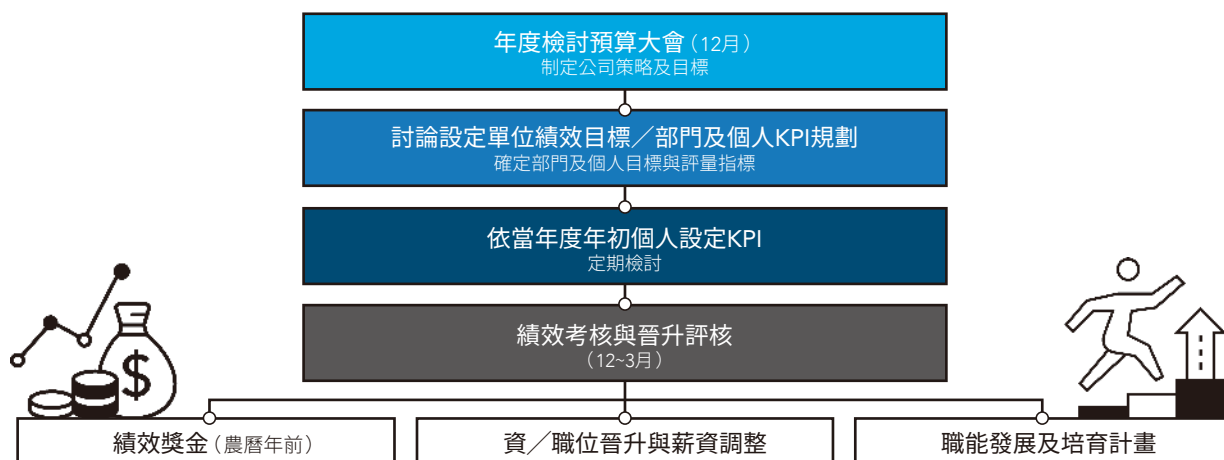 年度檢討預算大會（12月）
制定公司策略及目標
討論設定單位績效目標／部門及個人KPI規劃
確定部門及個人目標與評量指標
依當年度年初個人設定KPI
定期檢討
績效考核與晉升評核
（12~3月）
$
績效獎金（農曆年前）
資／職位晉升與薪資調整
職能發展及培育計畫